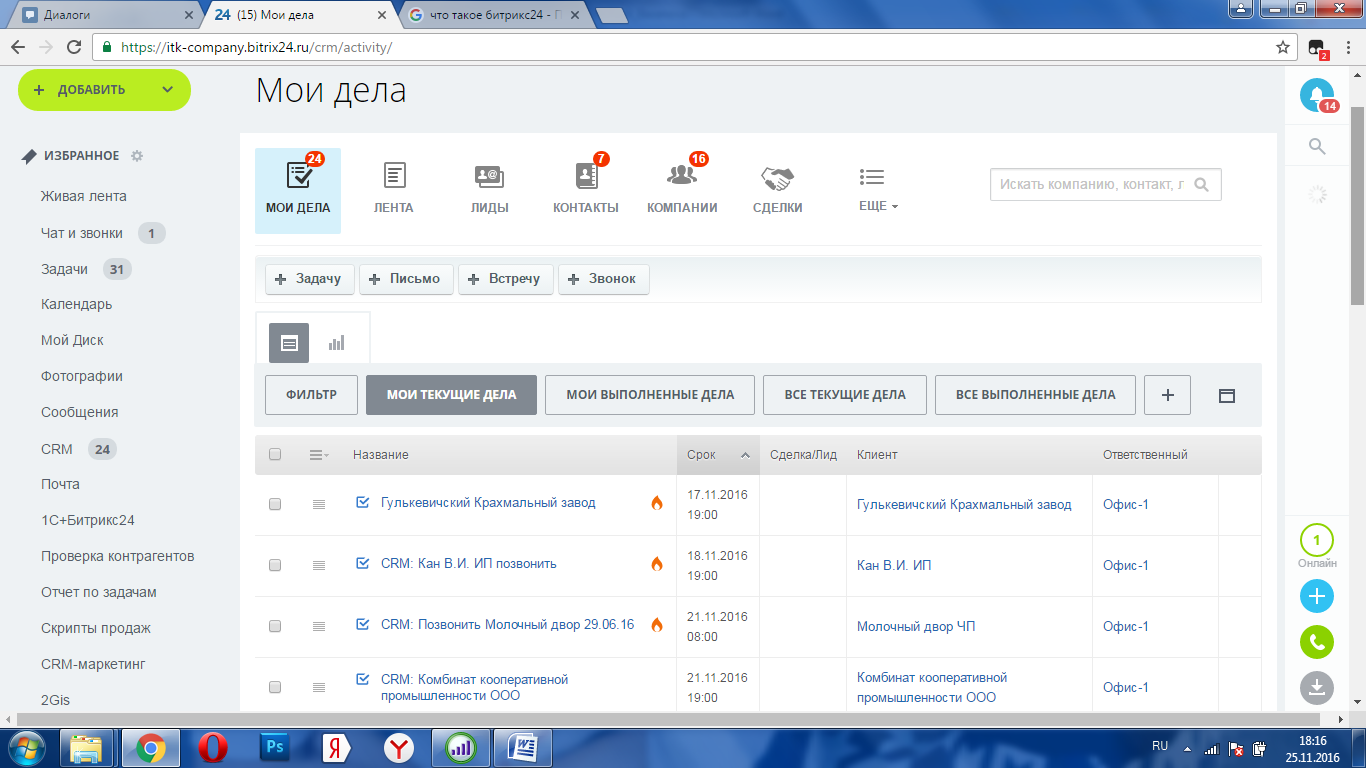 Диалоги
24 (15) Мои дела
что такое битрикс24 - П
https://itk-company.bitrix24.ru/crm/activity/
2
ДОБАВИТЬ
Мои дела
14
ИЗБРАННОЕ
Живая лента
Чат и звонки 1
Задачи 31
Календарь
Мой Диск
Фотографии
Сообщения
CRM 24
Почта
1С+Битрикс24
Проверка контрагентов
Отчет по задачам
Скрипты продаж
CRM-маркетинг
2Gis
24 7 16
МОИ ДЕЛА ЛЕНТА ЛИДЫ КОНТАКТЫ КОМПАНИИ СДЕЛКИ ЕЩЕ
Искать компанию, контакт, г
Задачу Письмо Встречу Звонок
ФИЛЬТР МОИ ТЕКУЩИЕ ДЕЛА МОИ ВЫПОЛНЕННЫЕ ДЕЛА ВСЕ ТЕКУЩИЕ ДЕЛА ВСЕ ВЫПОЛНЕННЫЕ ДЕЛА +
Название Срок Сделка/Лид Клиент Ответственный
Гулькевичский Крахмальный завод 17.11.2016 19:00 Гулькевичский Крахмальный завод Офис-1
CRM: Кан В.И. ИП позвонить 18.11.2016 19:00 Кан В.И. ИП Офис-1
CRM: Позвонить Молочный двор 29.06.16 21.11.2016 08:00 Молочный двор ЧП Офис-1
CRM: Комбинат кооперативной 21.11.2016 Комбинат кооперативной Офис-1
промышленности ООО 19:00 промышленности ООО
1
Онлайн
Ps Я Y W
RU
18:16
25.11.2016